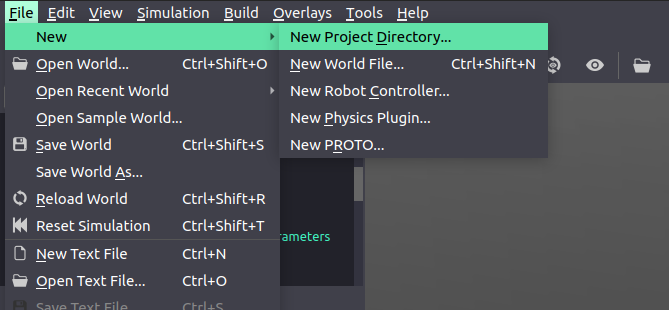 File Edit View Simulation Build Overlays Tools Help
New
New Project Directory...
Open World... Ctrl+Shift+O
New World File... Ctrl+Shift+N
Open Recent World
New Robot Controller...
Open Sample World...
New Physics Plugin...
Save World Ctrl+Shift+S
New PROTO...
Save World As...
Reload World Ctrl+Shift+R
Reset Simulation Ctrl+Shift+T
rameters
New Text File Ctrl+N
Open Text File... Ctrl+O
Save Text File Ctrl+S